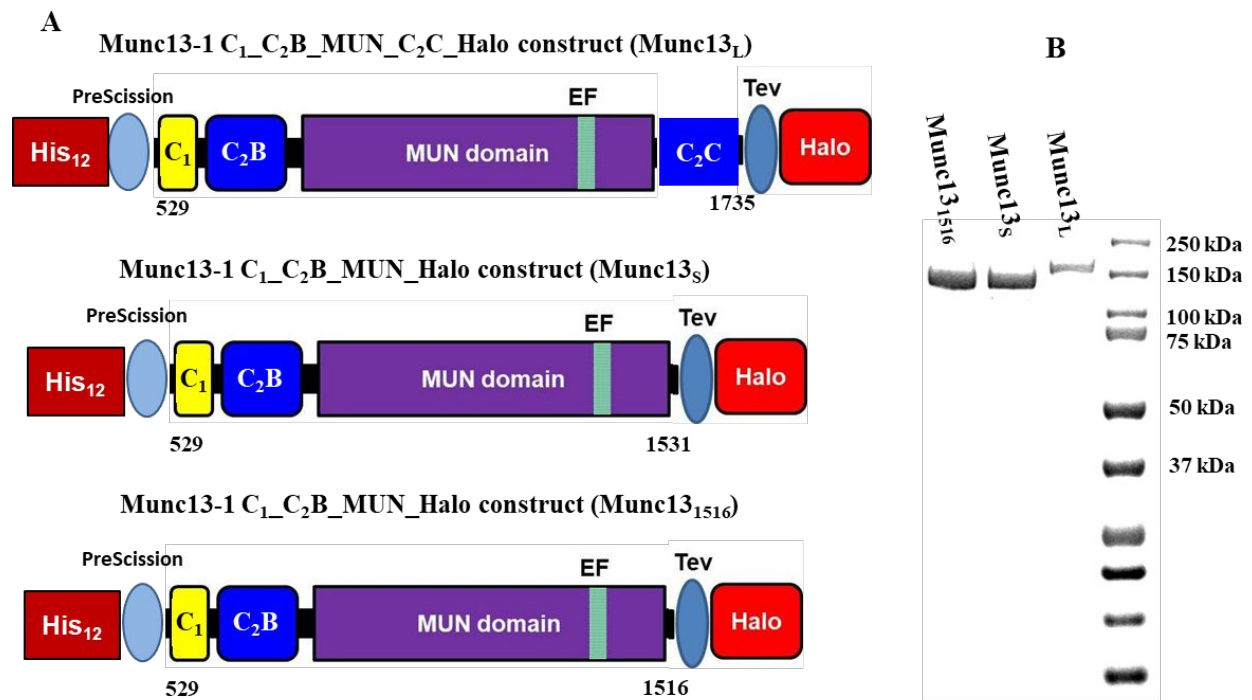 A
Munc13-1 C₁_C₂B_MUN_C₂C_Halo construct (Munc13L)
PreScission
EF
Tev
His₁₂
C₁
C₂B
MUN domain
C₂C
Halo
529
1735
Munc13-1 C₁_C₂B_MUN_Halo construct (Munc13S)
PreScission
EF
Tev
His₁₂
C₁
C₂B
MUN domain
Halo
529
1531
Munc13-1 C₁_C₂B_MUN_Halo construct (Munc13₁₅₁₆)
PreScission
EF
Tev
His₁₂
C₁
C₂B
MUN domain
Halo
529
1516
B
Munc13₁₅₁₆
Munc13S
Munc13L
250 kDa
150 kDa
100 kDa
75 kDa
50 kDa
37 kDa